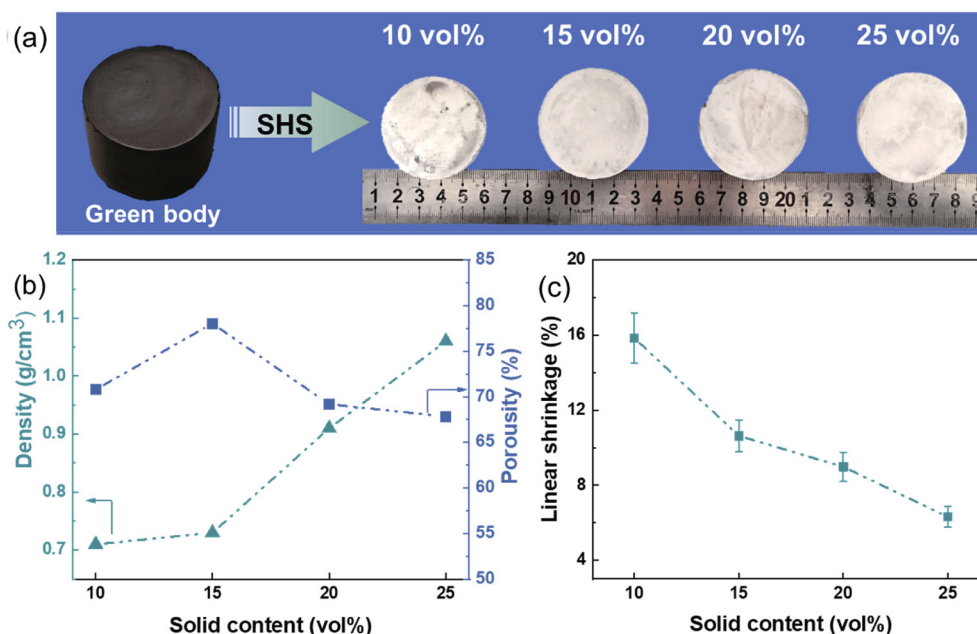 (a)
10 vol% 15 vol% 20 vol% 25 vol%
SHS
Green body
1 2 3 4 5 6 7 8 9 10 1 2 3 4 5 6 7 8 9 20 1 2 3 4 5 6 7 8 9
(b)
1.2
1.1
1.0
0.9
0.8
0.7
Density (g/cm3)
85
80
75
70
65
60
55
50
Porousity (%)
10 15 20 25
Solid content (vol%)
(c)
20
16
12
8
4
Linear shrinkage (%)
10 15 20 25
Solid content (vol%)